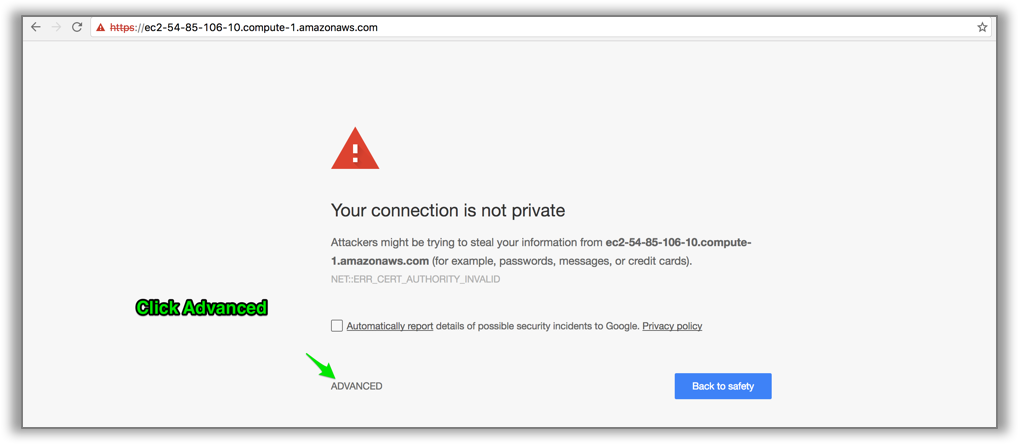 https://ec2-54-85-106-10.compute-1.amazonaws.com
Your connection is not private
Attackers might be trying to steal your information from ec2-54-85-106-10.compute-
1.amazonaws.com (for example, passwords, messages, or credit cards).
NET::ERR_CERT_AUTHORITY_INVALID
Click Advanced
Automatically report details of possible security incidents to Google. Privacy policy
ADVANCED
Back to safety